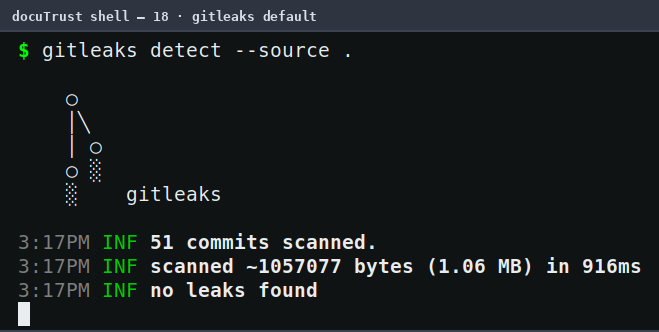 docuTrust shell — 18 · gitleaks default
$ gitleaks detect --source .
○
│╲
│ ○
○ ░
░    gitleaks
3:17PM INF 51 commits scanned.
3:17PM INF scanned ~1057077 bytes (1.06 MB) in 916ms
3:17PM INF no leaks found